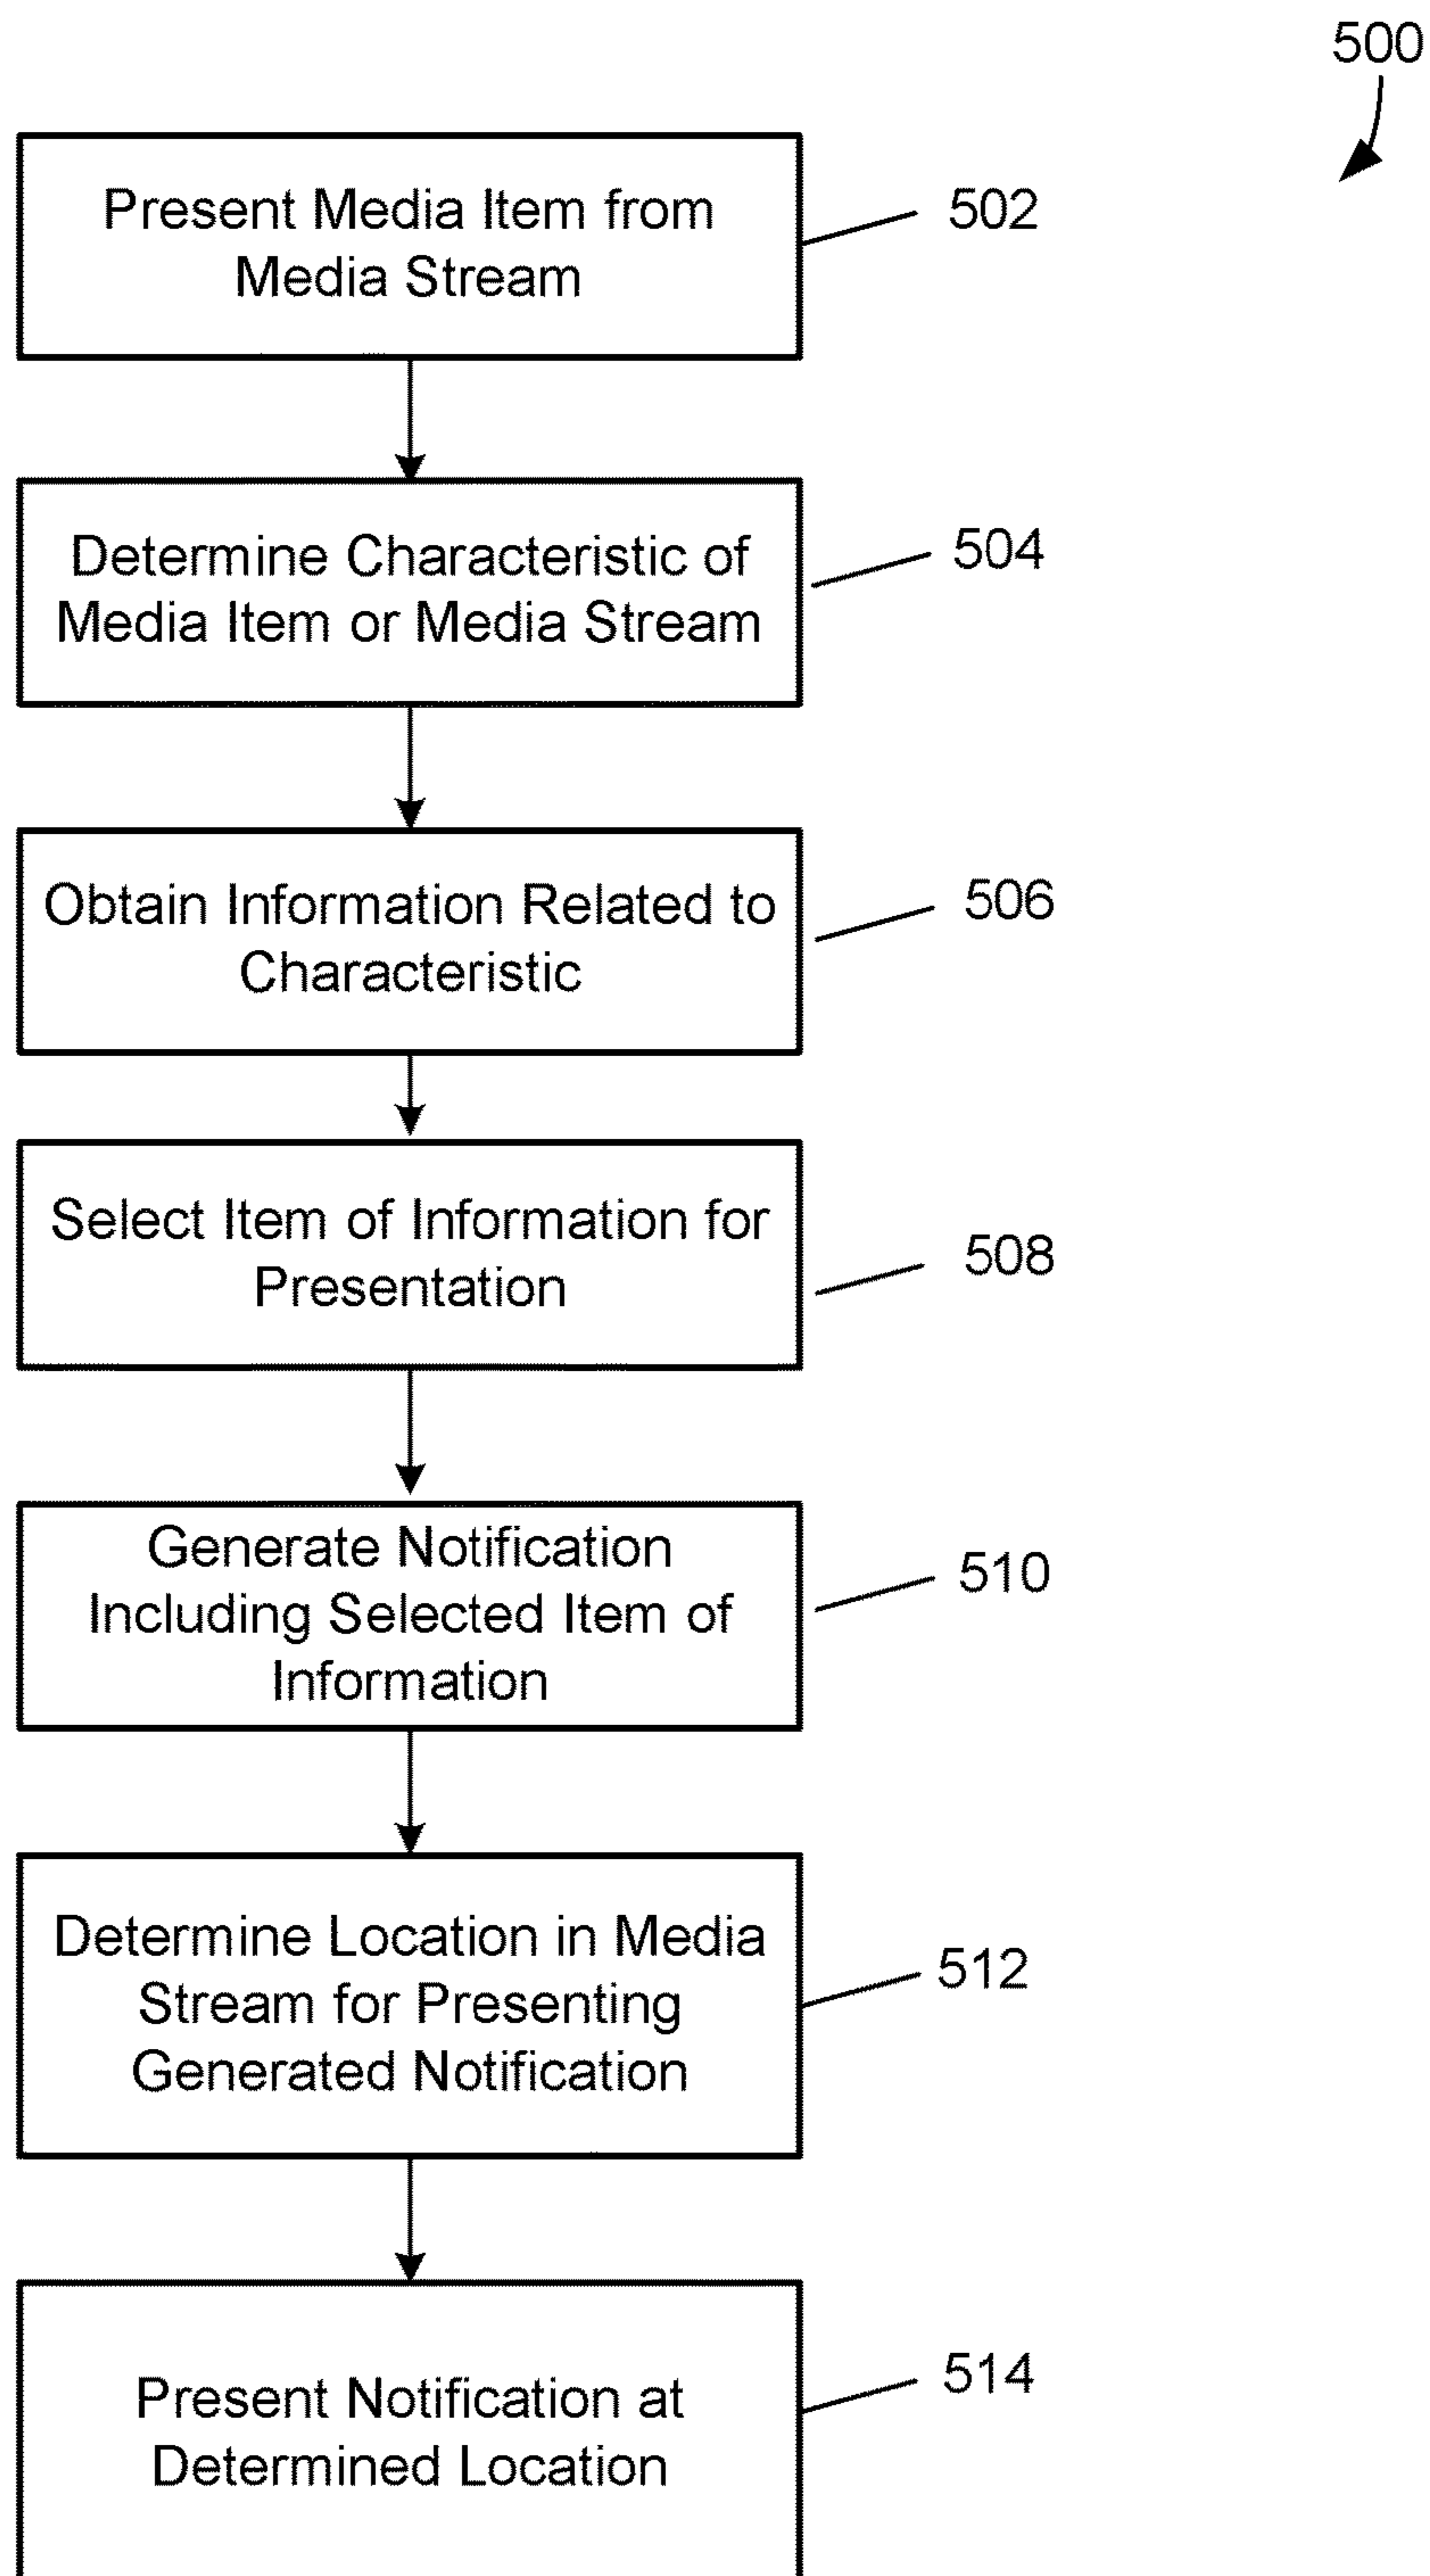 500
Present Media Item from
Media Stream
502
Determine Characteristic of
Media Item or Media Stream
504
Obtain Information Related to
Characteristic
506
Select Item of Information for
Presentation
508
Generate Notification
Including Selected Item of
Information
510
Determine Location in Media
Stream for Presenting
Generated Notification
512
Present Notification at
Determined Location
514